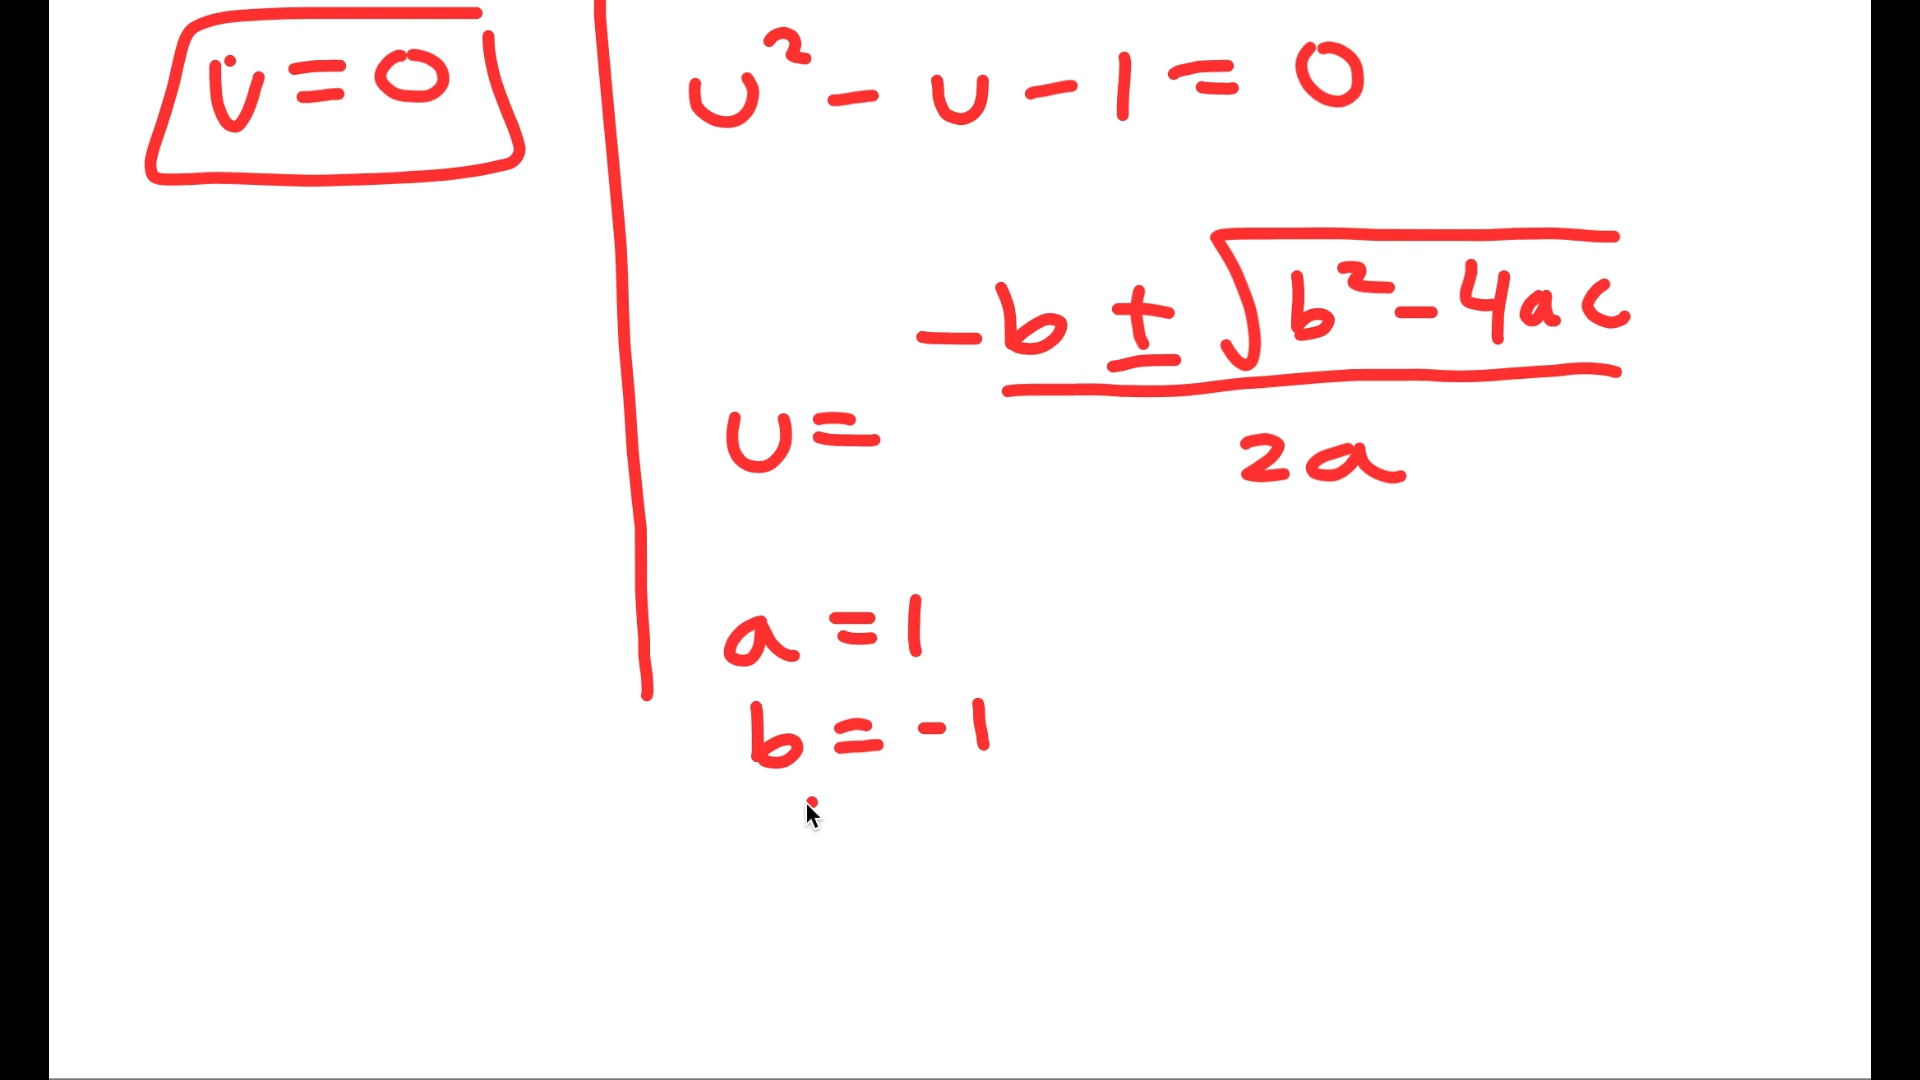 v = 0
u² - u - 1 = 0
u = -b ± √(b² - 4ac) / 2a
a = 1
b = -1